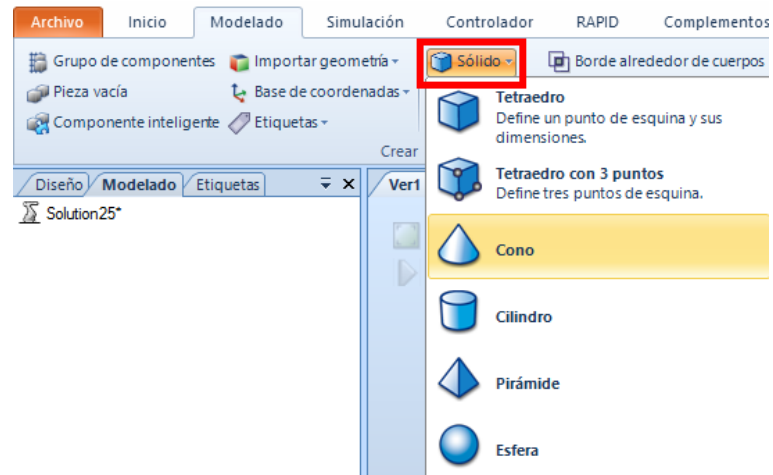 Archivo Inicio Modelado Simulación Controlador RAPID Complementos
Grupo de componentes Importar geometría Sólido Borde alrededor de cuerpos
Pieza vacía Base de coordenadas
Componente inteligente Etiquetas
Crear
Diseño Modelado Etiquetas Ver1
Solution25*
Tetraedro
Define un punto de esquina y sus
dimensiones.
Tetraedro con 3 puntos
Define tres puntos de esquina.
Cono
Cilindro
Pirámide
Esfera